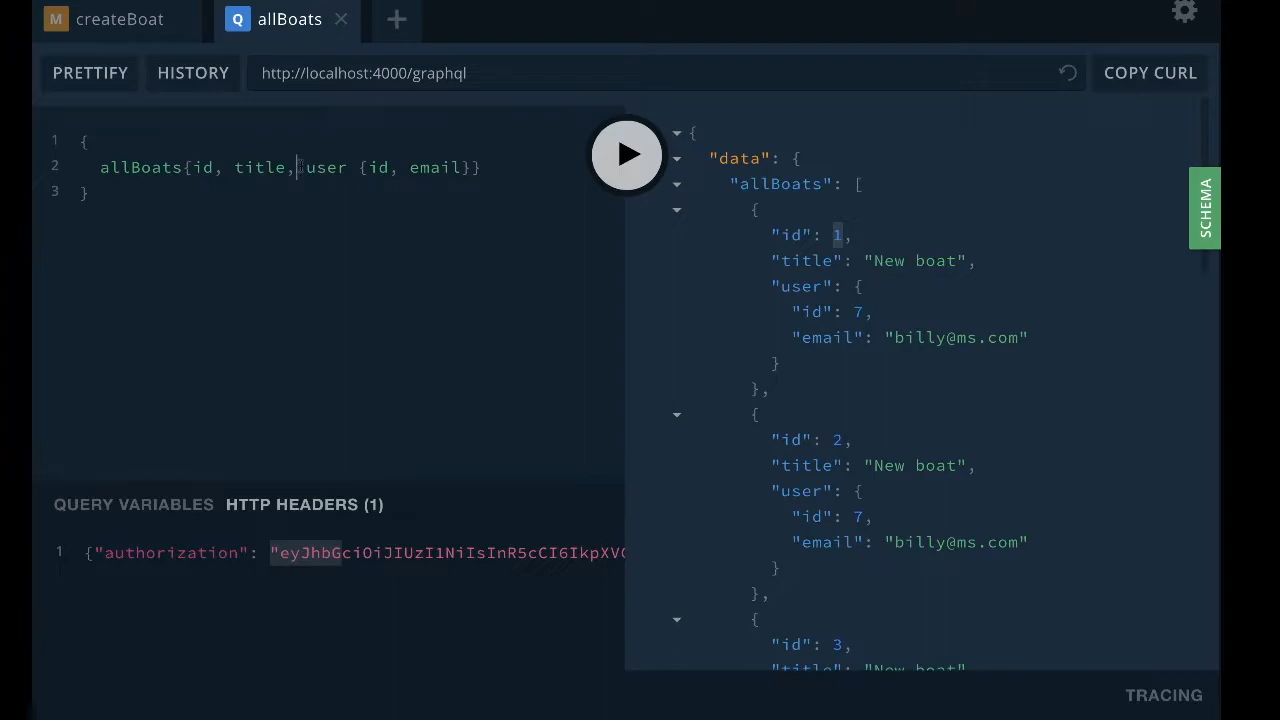 M createBoat
Q allBoats
PRETTIFY HISTORY http://localhost:4000/graphql COPY CURL
1 {
2 allBoats{id, title, user {id, email}}
3 }
{
"data": {
"allBoats": [
{
"id": 1,
"title": "New boat",
"user": {
"id": 7,
"email": "billy@ms.com"
}
},
{
"id": 2,
"title": "New boat",
"user": {
"id": 7,
"email": "billy@ms.com"
}
},
{
"id": 3,
"title": "New boat"
SCHEMA
QUERY VARIABLES HTTP HEADERS (1)
1 {"authorization": "eyJhbGciOiJIUzI1NiIsInR5cCI6IkpXVC
TRACING